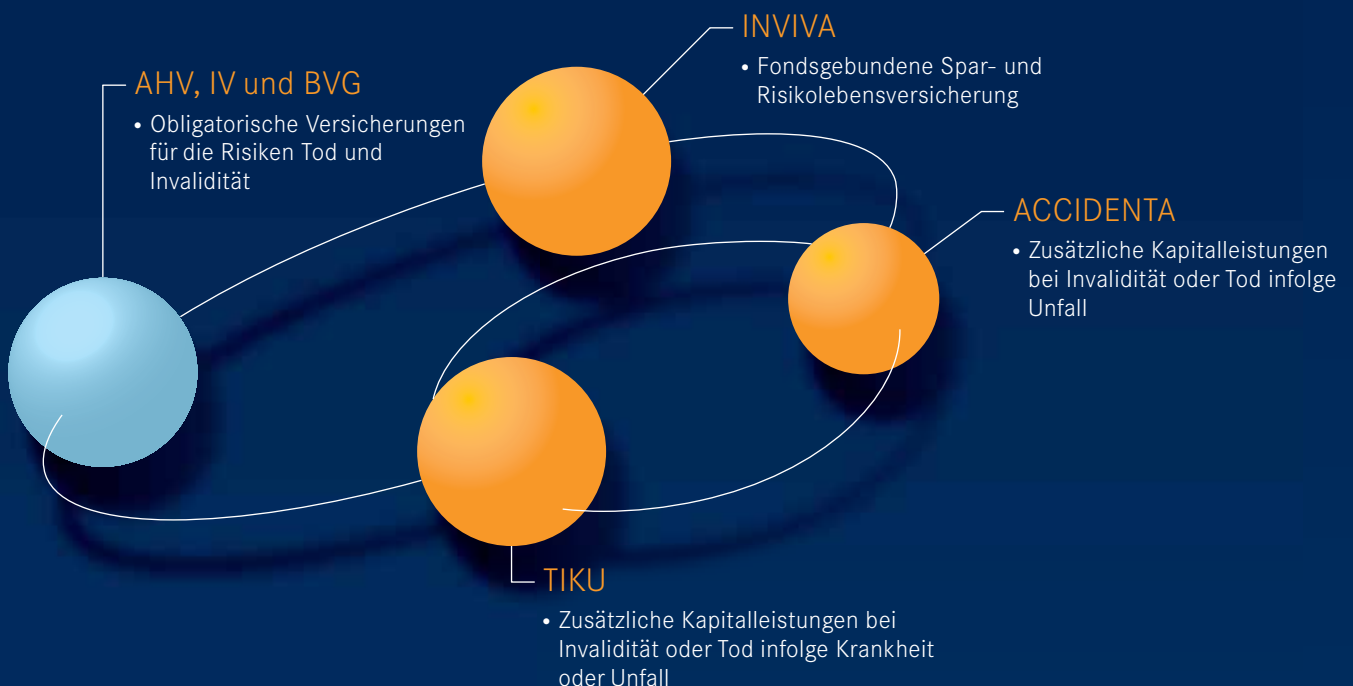 AHV, IV und BVG
• Obligatorische Versicherungen
für die Risiken Tod und
Invalidität
INVIVA
• Fondsgebundene Spar- und
Risikolebensversicherung
ACCIDENTA
• Zusätzliche Kapitalleistungen
bei Invalidität oder Tod infolge
Unfall
TIKU
• Zusätzliche Kapitalleistungen bei
Invalidität oder Tod infolge Krankheit
oder Unfall